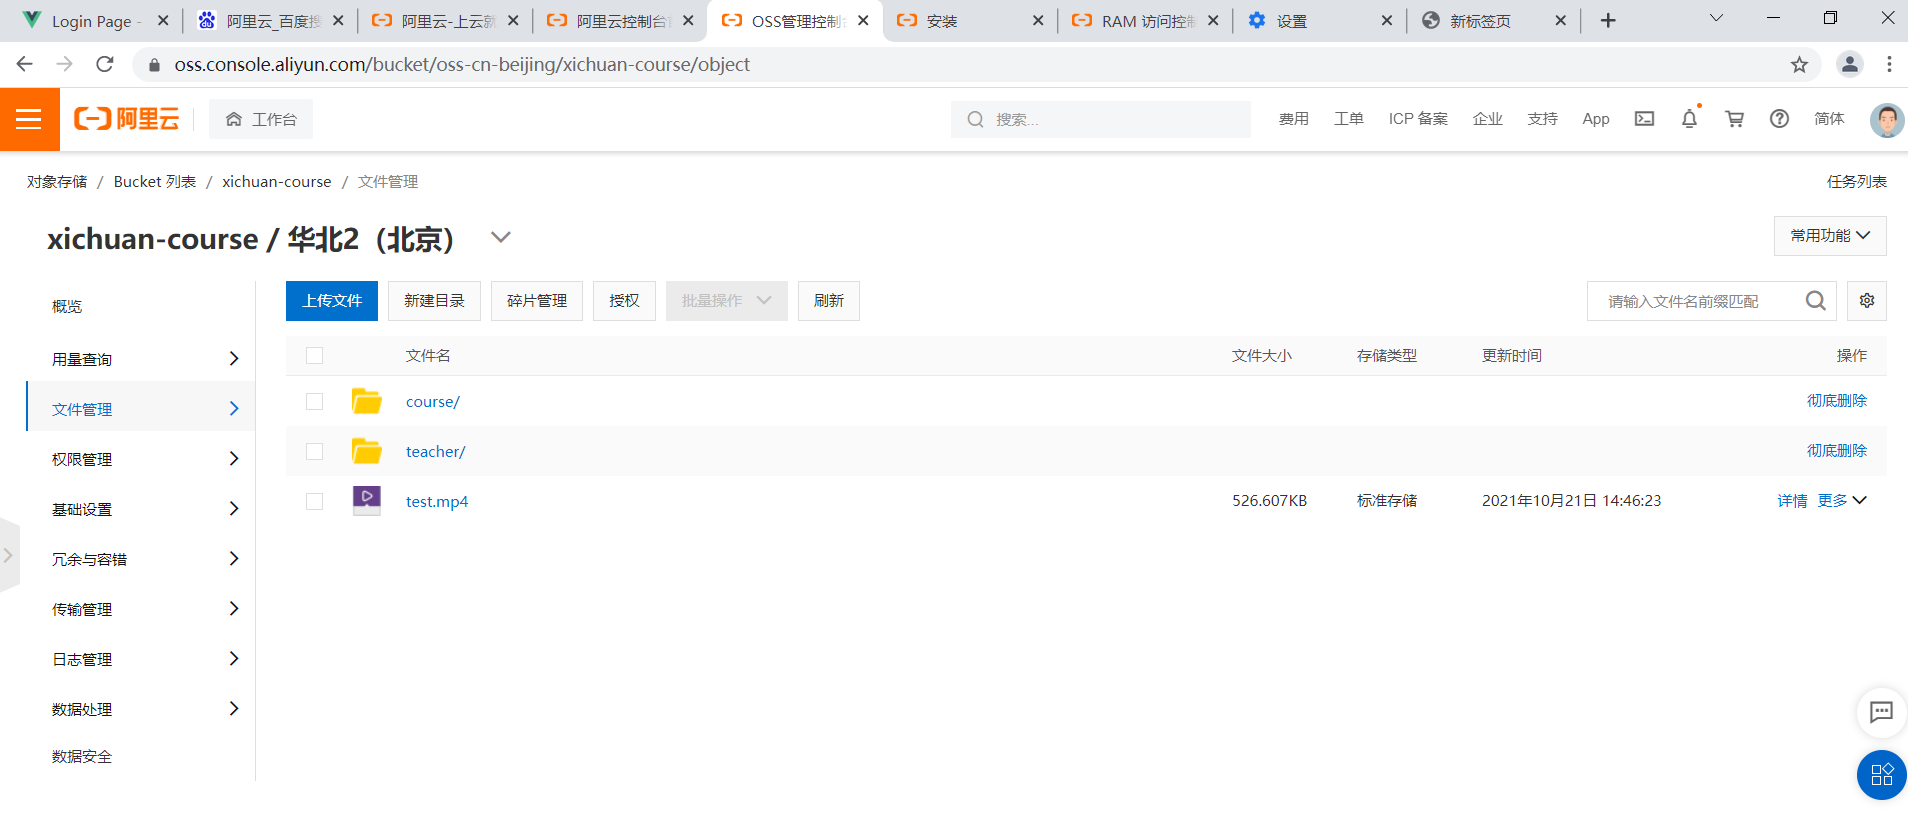 Login Page -
阿里云_百度搜
阿里云-上云就
阿里云控制台
OSS管理控制
安装
RAM 访问控制
设置
新标签页
oss.console.aliyun.com/bucket/oss-cn-beijing/xichuan-course/object
阿里云
工作台
搜索...
费用
工单
ICP 备案
企业
支持
App
简体
对象存储 / Bucket 列表 / xichuan-course / 文件管理
任务列表
xichuan-course / 华北2（北京）
常用功能
概览
用量查询
文件管理
权限管理
基础设置
冗余与容错
传输管理
日志管理
数据处理
数据安全
上传文件
新建目录
碎片管理
授权
批量操作
刷新
请输入文件名前缀匹配
文件名 文件大小 存储类型 更新时间 操作
course/ 彻底删除
teacher/ 彻底删除
test.mp4 526.607KB 标准存储 2021年10月21日 14:46:23 详情 更多